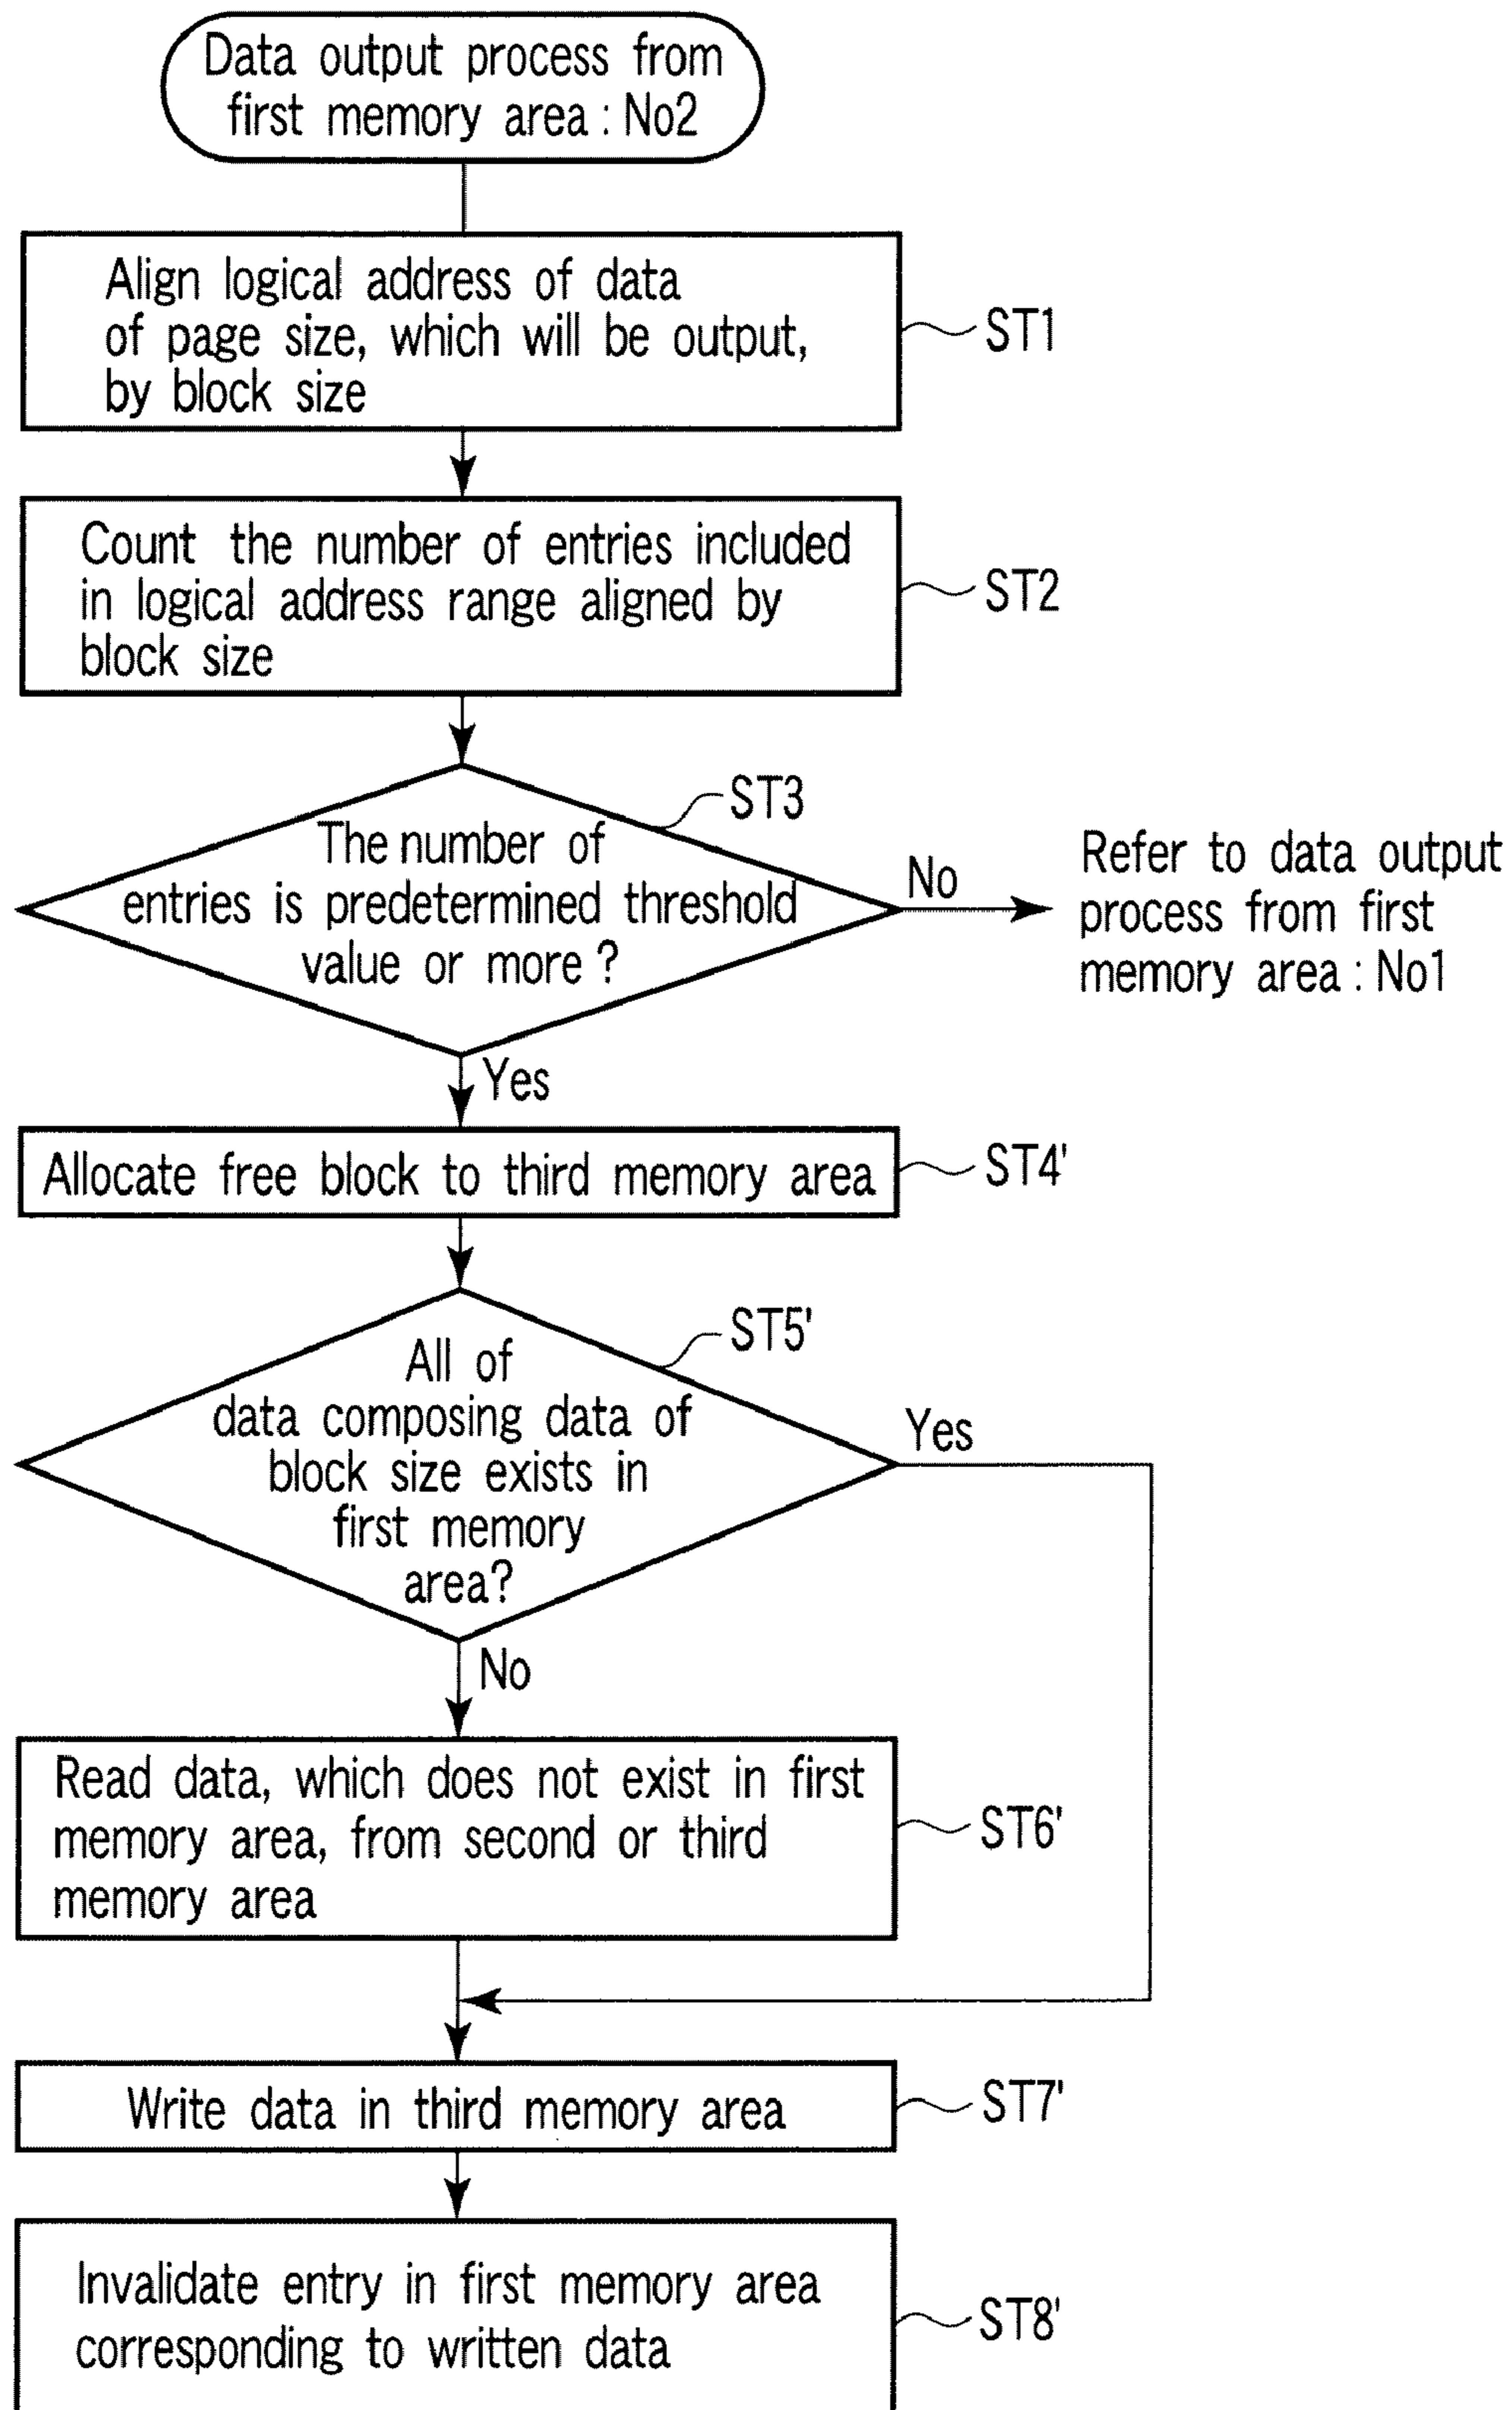 Data output process from
first memory area : No2
Align logical address of data
of page size, which will be output,
by block size
ST1
Count the number of entries included
in logical address range aligned by
block size
ST2
ST3
The number of
entries is predetermined threshold
value or more ?
No
Refer to data output
process from first
memory area : No1
Yes
Allocate free block to third memory area
ST4'
ST5'
All of
data composing data of
block size exists in
first memory
area?
Yes
No
Read data, which does not exist in first
memory area, from second or third
memory area
ST6'
Write data in third memory area
ST7'
Invalidate entry in first memory area
corresponding to written data
ST8'